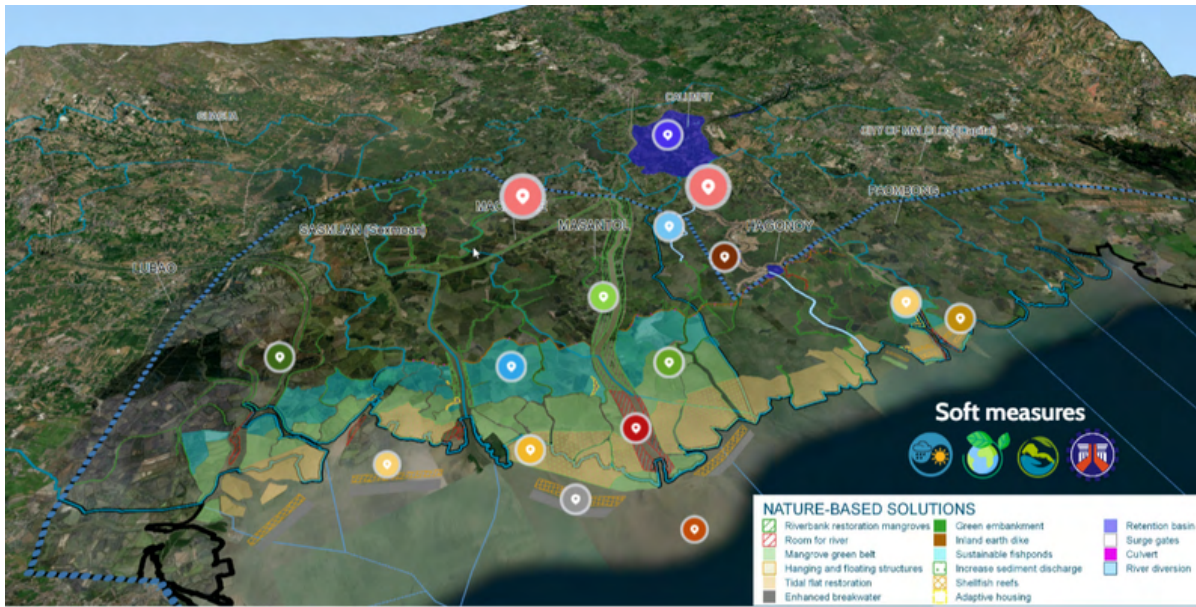 GUAGUA
CALUMPIT
CITY OF MALOLOS (Capital)
PAOMBONG
MASANTOL
HAGONOY
SASMUAN (Sexmoan)
LUBAO
Soft measures
NATURE-BASED SOLUTIONS
Riverbank restoration mangroves
Room for river
Mangrove green belt
Hanging and floating structures
Tidal flat restoration
Enhanced breakwater
Green embankment
Inland earth dike
Sustainable fishponds
Increase sediment discharge
Shellfish reefs
Adaptive housing
Retention basin
Surge gates
Culvert
River diversion